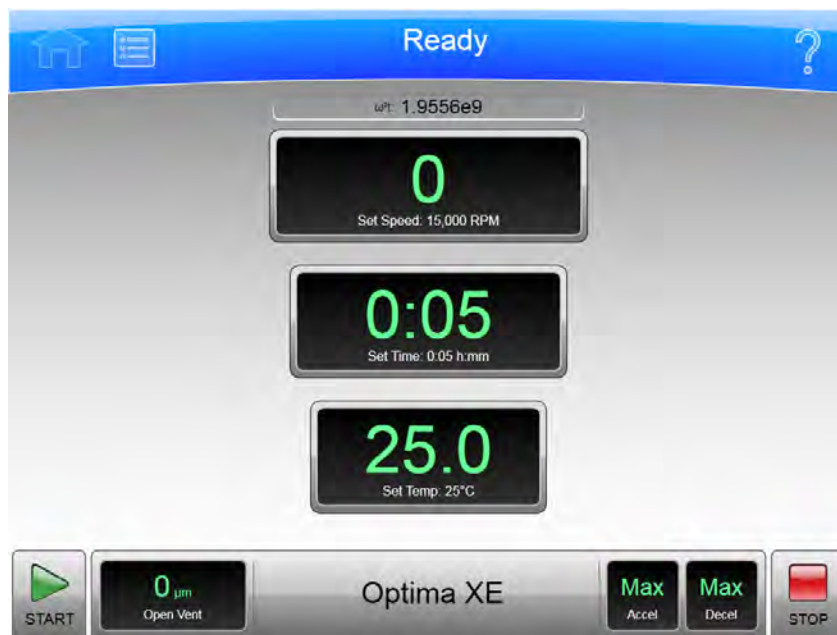 Ready
ω²t: 1.9556e9
0
Set Speed: 15,000 RPM
0:05
Set Time: 0:05 h:mm
25.0
Set Temp: 25°C
START
0 µm
Open Vent
Optima XE
Max
Accel
Max
Decel
STOP